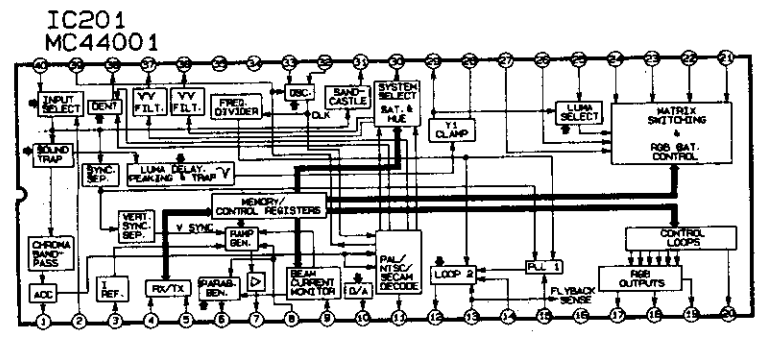 IC201
MC44001
40 39 38 37 36 35 34 33 32 31 30 29 28 27 26 25 24 23 22 21
INPUT SELECT
IDENT
V-V FILT.
V-V FILT.
FREQ. DIVIDER
OSC.
SAND-CASTLE
SYSTEM SELECT
SAT. & HUE
CLK
Y1 CLAMP
LUMA SELECT
MATRIX SWITCHING & RGB SAT. CONTROL
SOUND TRAP
SYNC. SEP.
LUMA DELAY. PEAKING & TRAP
MEMORY/ CONTROL REGISTERS
VERT. SYNC. SEP.
V SYNC.
RAMP GEN.
CHROMA BAND-PASS
ACC
I REF.
RX/TX
PARAB. GEN.
BEAM CURRENT MONITOR
D/A
PAL/ NTSC/ SECAM DECODE
LOOP 2
PLL 1
FLYBACK SENSE
CONTROL LOOPS
RGB OUTPUTS
1 2 3 4 5 6 7 8 9 10 11 12 13 14 15 16 17 18 19 20